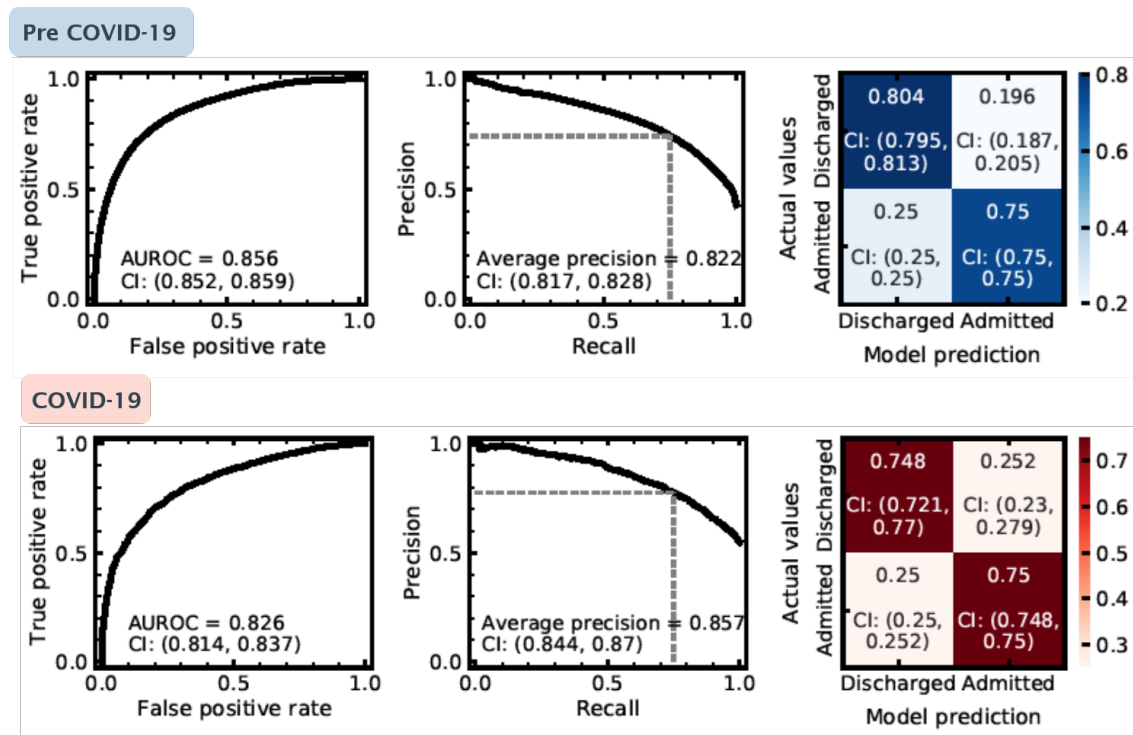 Pre COVID-19
1.0
0.5
0.0
True positive rate
AUROC = 0.856
CI: (0.852, 0.859)
0.0 0.5 1.0
False positive rate
1.0
0.5
0.0
Precision
Average precision = 0.822
CI: (0.817, 0.828)
0.0 0.5 1.0
Recall
Actual values
Admitted Discharged
0.804 0.196
CI: (0.795, CI: (0.187,
0.813) 0.205)
0.25 0.75
CI: (0.25, CI: (0.75,
0.25) 0.75)
Discharged Admitted
Model prediction
0.8
0.6
0.4
0.2
COVID-19
1.0
0.5
0.0
True positive rate
AUROC = 0.826
CI: (0.814, 0.837)
0.0 0.5 1.0
False positive rate
1.0
0.5
0.0
Precision
Average precision = 0.857
CI: (0.844, 0.87)
0.0 0.5 1.0
Recall
Actual values
Admitted Discharged
0.748 0.252
CI: (0.721, CI: (0.23,
0.77) 0.279)
0.25 0.75
CI: (0.25, CI: (0.748,
0.252) 0.75)
Discharged Admitted
Model prediction
0.7
0.6
0.5
0.4
0.3